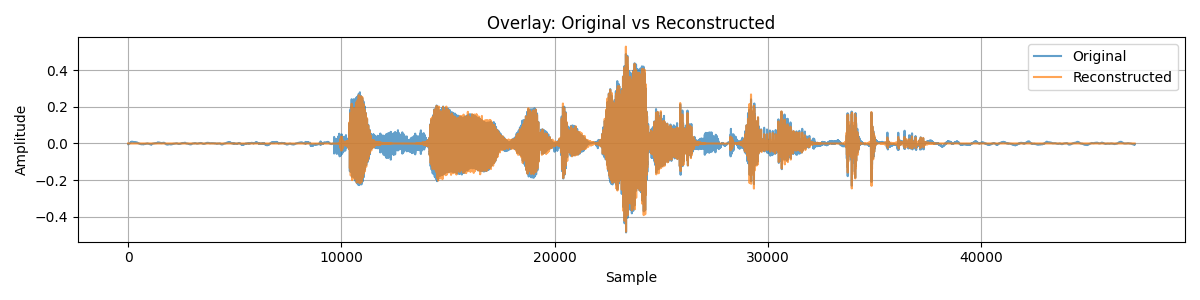 Overlay: Original vs Reconstructed
Original
Reconstructed
Amplitude
0.4
0.2
0.0
−0.2
−0.4
0
10000
20000
30000
40000
Sample